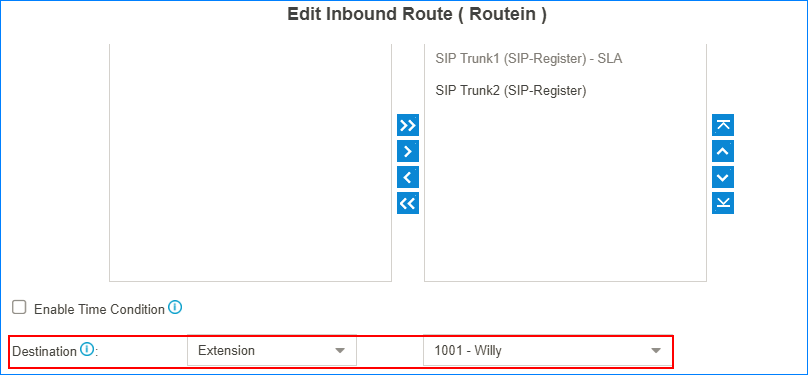 Edit Inbound Route ( Routein )
SIP Trunk1 (SIP-Register) - SLA
SIP Trunk2 (SIP-Register)
Enable Time Condition
Destination : Extension 1001 - Willy